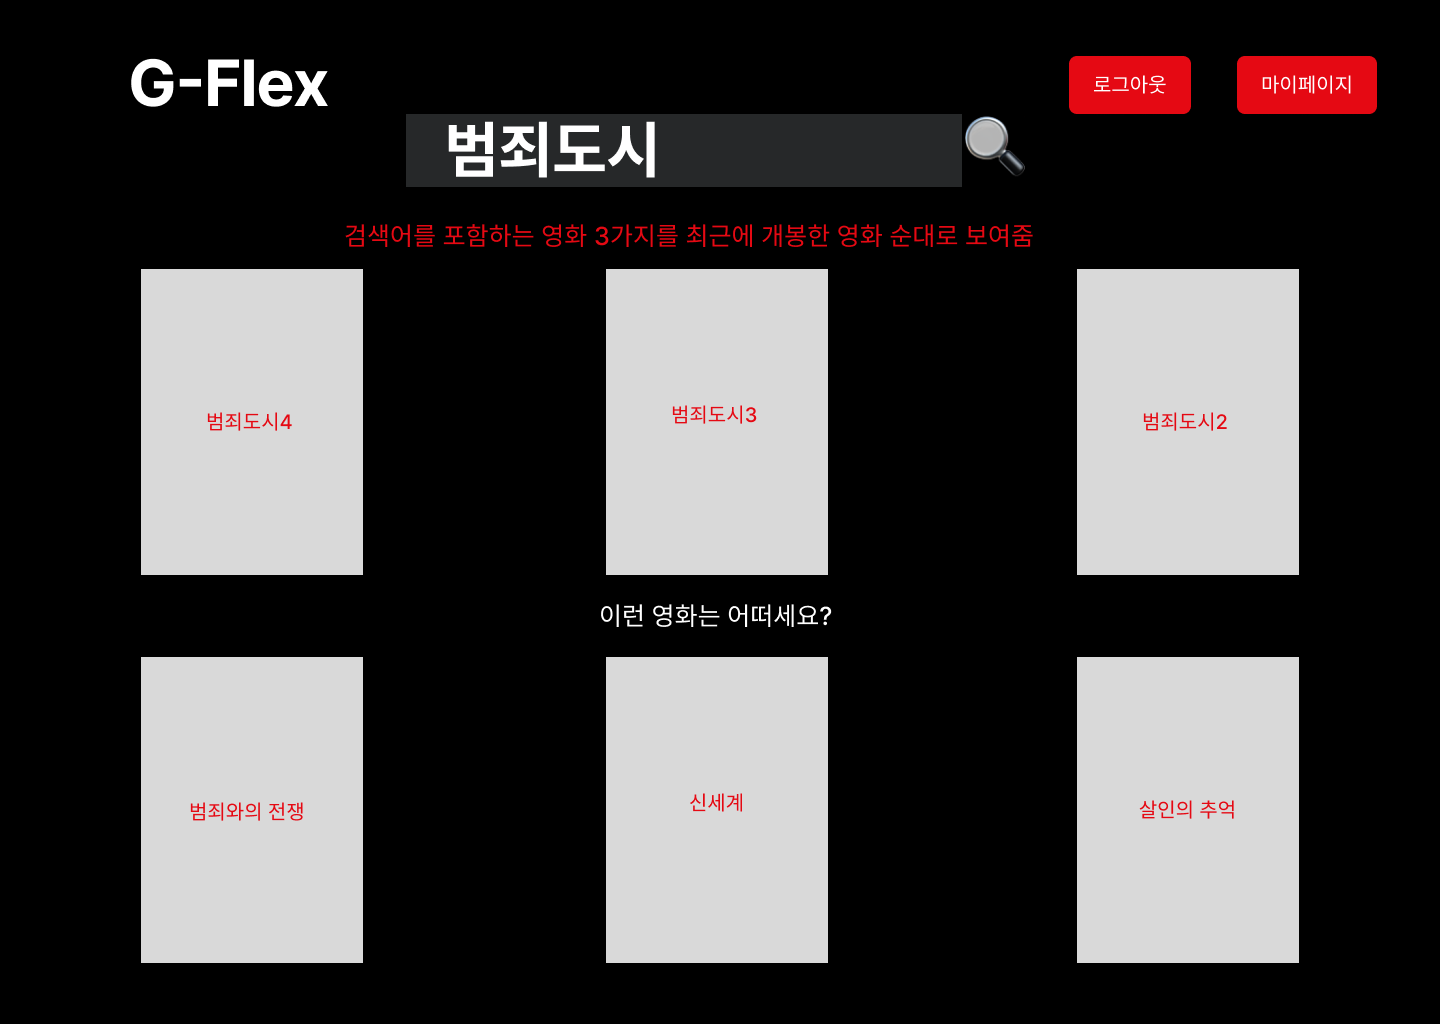 G-Flex
로그아웃
마이페이지
범죄도시
검색어를 포함하는 영화 3가지를 최근에 개봉한 영화 순대로 보여줌
범죄도시4
범죄도시3
범죄도시2
이런 영화는 어떠세요?
범죄와의 전쟁
신세계
살인의 추억